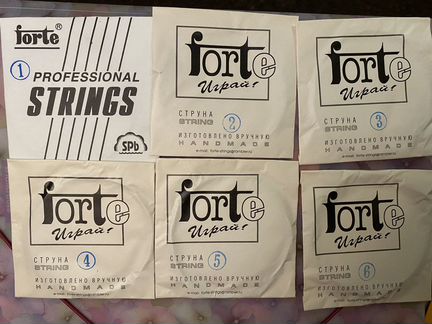 forte®
1
PROFESSIONAL
STRINGS
SPb
forte
Играй!
СТРУНА
STRING
2
ИЗГОТОВЛЕНО ВРУЧНУЮ
HANDMADE
forte
Играй!
СТРУНА
STRING
3
ИЗГОТОВЛЕНО ВРУЧНУЮ
HANDMADE
forte
Играй!
СТРУНА
STRING
4
ИЗГОТОВЛЕНО ВРУЧНУЮ
HANDMADE
forte
Играй!
СТРУНА
STRING
5
ИЗГОТОВЛЕНО ВРУЧНУЮ
HANDMADE
forte
Играй!
СТРУНА
STRING
6
ИЗГОТОВЛЕНО ВРУЧНУЮ
HANDMADE